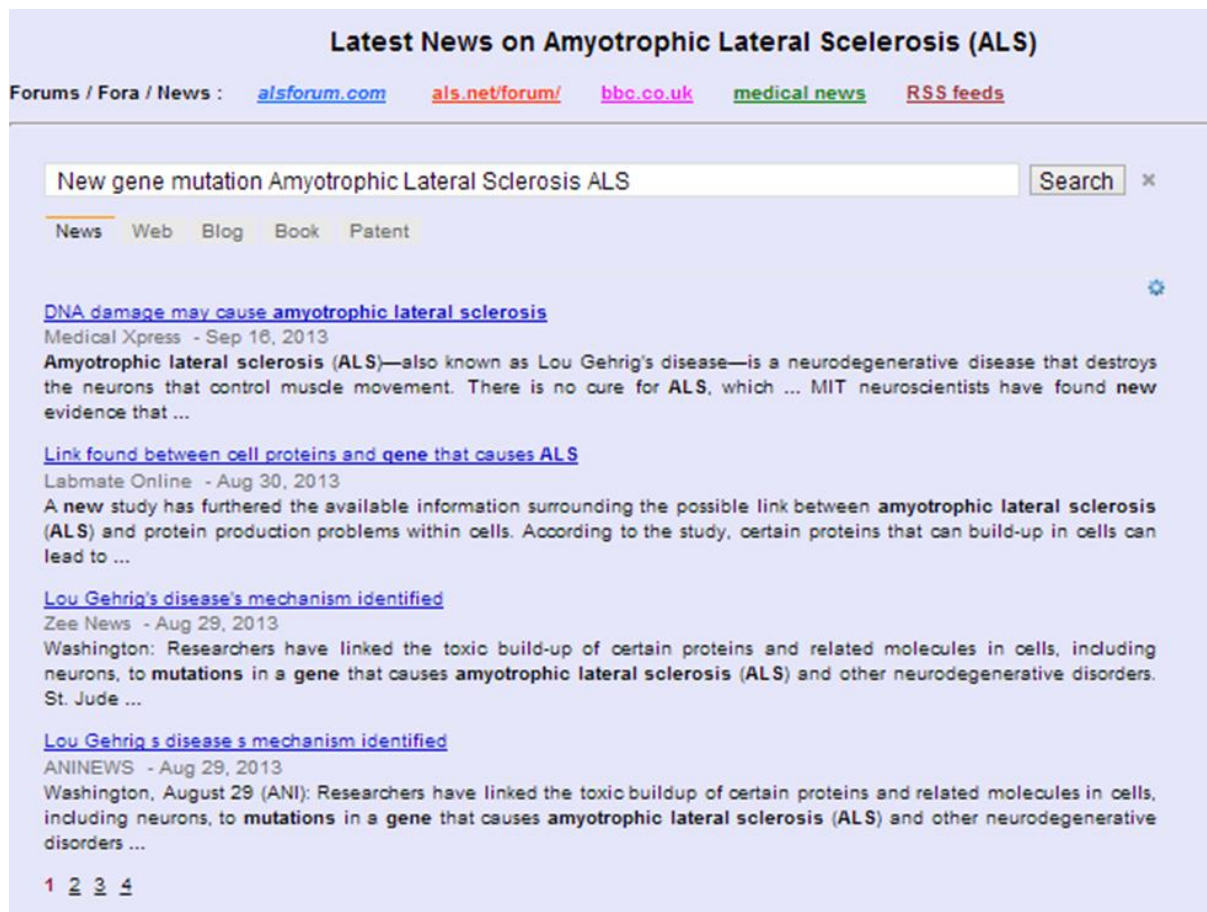 Latest News on Amyotrophic Lateral Scelerosis (ALS)
Forums / Fora / News : alsforum.com als.net/forum/ bbc.co.uk medical news RSS feeds
New gene mutation Amyotrophic Lateral Sclerosis ALS Search ×
News Web Blog Book Patent
DNA damage may cause amyotrophic lateral sclerosis
Medical Xpress - Sep 16, 2013
Amyotrophic lateral sclerosis (ALS)—also known as Lou Gehrig's disease—is a neurodegenerative disease that destroys
the neurons that control muscle movement. There is no cure for ALS, which ... MIT neuroscientists have found new
evidence that ...
Link found between cell proteins and gene that causes ALS
Labmate Online - Aug 30, 2013
A new study has furthered the available information surrounding the possible link between amyotrophic lateral sclerosis
(ALS) and protein production problems within cells. According to the study, certain proteins that can build-up in cells can
lead to ...
Lou Gehrig's disease's mechanism identified
Zee News - Aug 29, 2013
Washington: Researchers have linked the toxic build-up of certain proteins and related molecules in cells, including
neurons, to mutations in a gene that causes amyotrophic lateral sclerosis (ALS) and other neurodegenerative disorders.
St. Jude ...
Lou Gehrig s disease s mechanism identified
ANINEWS - Aug 29, 2013
Washington, August 29 (ANI): Researchers have linked the toxic buildup of certain proteins and related molecules in cells,
including neurons, to mutations in a gene that causes amyotrophic lateral sclerosis (ALS) and other neurodegenerative
disorders ...
1 2 3 4